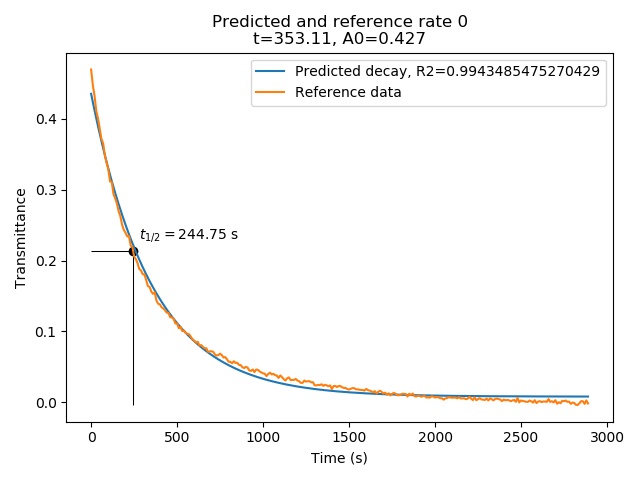 Predicted and reference rate 0
t=353.11, A0=0.427
Predicted decay, R2=0.9943485475270429
Reference data
t1/2 = 244.75 s
Transmittance
0.4
0.3
0.2
0.1
0.0
0 500 1000 1500 2000 2500 3000
Time (s)